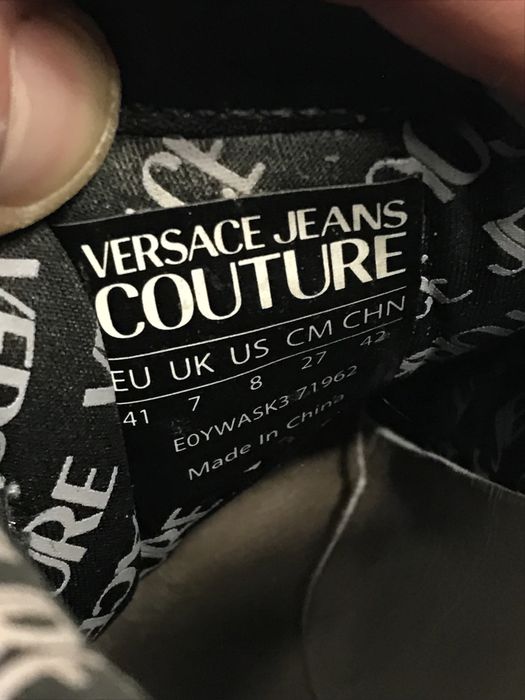 VERSACE JEANS
COUTURE
EU UK US CM CHN
41 7 8 27 42
E0YWASK3 71962
Made In China